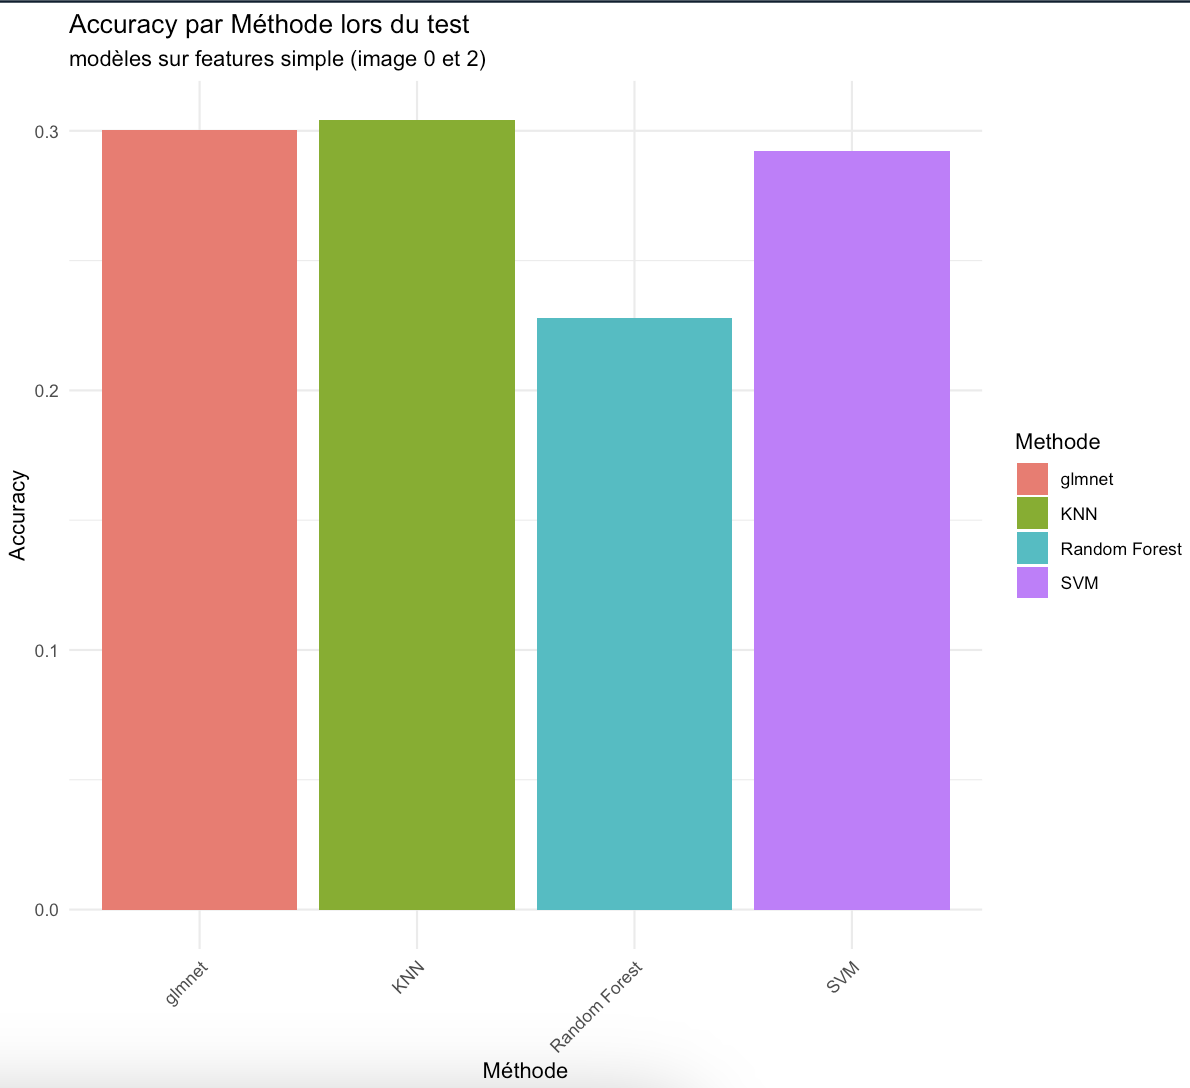 Accuracy par Méthode lors du test
modèles sur features simple (image 0 et 2)
0.3
0.2
0.1
0.0
Accuracy
glmnet
KNN
Random Forest
SVM
Méthode
Methode
glmnet
KNN
Random Forest
SVM